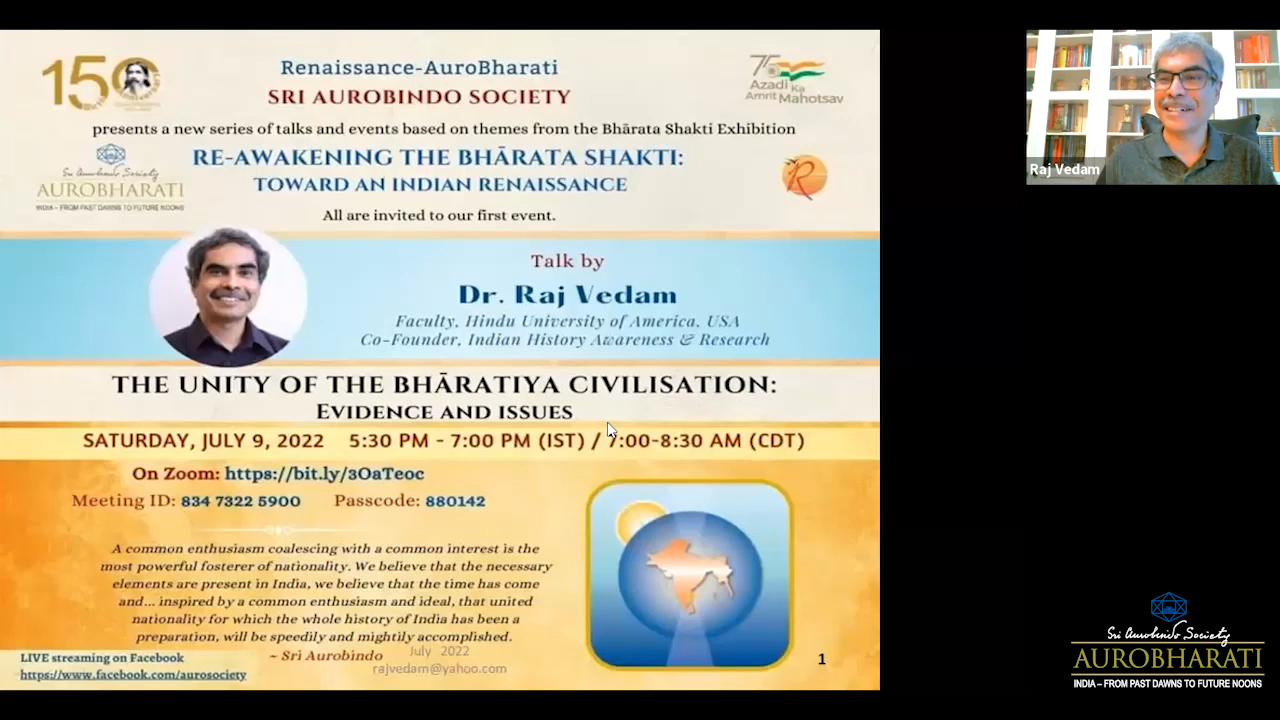 150
Renaissance-AuroBharati
SRI AUROBINDO SOCIETY
75
Azadi Ka
Amrit Mahotsav
presents a new series of talks and events based on themes from the Bhārata Shakti Exhibition
Sri Aurobindo Society
AUROBHARATI
INDIA – FROM PAST DAWNS TO FUTURE NOONS
RE-AWAKENING THE BHĀRATA SHAKTI:
TOWARD AN INDIAN RENAISSANCE
R
All are invited to our first event.
Talk by
Dr. Raj Vedam
Faculty, Hindu University of America, USA
Co-Founder, Indian History Awareness & Research
THE UNITY OF THE BHĀRATIYA CIVILISATION:
EVIDENCE AND ISSUES
SATURDAY, JULY 9, 2022 5:30 PM - 7:00 PM (IST) / 7:00-8:30 AM (CDT)
On Zoom: https://bit.ly/3OaTeoc
Meeting ID: 834 7322 5900 Passcode: 880142
A common enthusiasm coalescing with a common interest is the
most powerful fosterer of nationality. We believe that the necessary
elements are present in India, we believe that the time has come
and... inspired by a common enthusiasm and ideal, that united
nationality for which the whole history of India has been a
preparation, will be speedily and mightily accomplished.
~ Sri Aurobindo
July 2022
rajvedam@yahoo.com
LIVE streaming on Facebook
https://www.facebook.com/aurosociety
1
Raj Vedam
Sri Aurobindo Society
AUROBHARATI
INDIA – FROM PAST DAWNS TO FUTURE NOONS